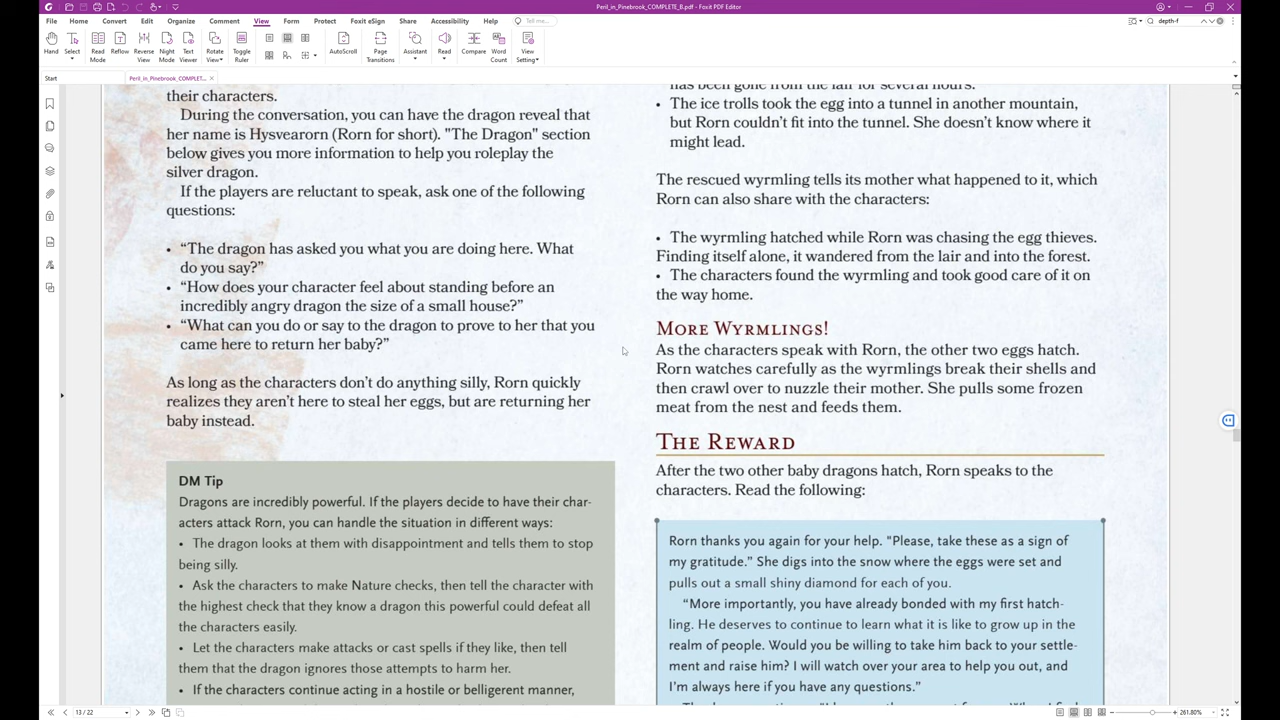 Peril_in_Pinebrook_COMPLETE_B.pdf - Foxit PDF Editor
File Home Convert Edit Organize Comment View Form Protect Foxit eSign Share Accessibility Help Tell me... depth-f
Hand Select Read Mode Reflow Reverse View Night Mode Text Viewer Rotate View Toggle Ruler AutoScroll Page Transitions Assistant Read Compare Word Count View Setting
Start Peril_in_Pinebrook_COMPLET...
their characters.
During the conversation, you can have the dragon reveal that
her name is Hysvearorn (Rorn for short). "The Dragon" section
below gives you more information to help you roleplay the
silver dragon.
If the players are reluctant to speak, ask one of the following
questions:
• “The dragon has asked you what you are doing here. What
do you say?”
• “How does your character feel about standing before an
incredibly angry dragon the size of a small house?”
• “What can you do or say to the dragon to prove to her that you
came here to return her baby?”
As long as the characters don’t do anything silly, Rorn quickly
realizes they aren’t here to steal her eggs, but are returning her
baby instead.
DM Tip
Dragons are incredibly powerful. If the players decide to have their char-
acters attack Rorn, you can handle the situation in different ways:
• The dragon looks at them with disappointment and tells them to stop
being silly.
• Ask the characters to make Nature checks, then tell the character with
the highest check that they know a dragon this powerful could defeat all
the characters easily.
• Let the characters make attacks or cast spells if they like, then tell
them that the dragon ignores those attempts to harm her.
• If the characters continue acting in a hostile or belligerent manner,
has been gone from the lair for several hours.
• The ice trolls took the egg into a tunnel in another mountain,
but Rorn couldn’t fit into the tunnel. She doesn’t know where it
might lead.
The rescued wyrmling tells its mother what happened to it, which
Rorn can also share with the characters:
• The wyrmling hatched while Rorn was chasing the egg thieves.
Finding itself alone, it wandered from the lair and into the forest.
• The characters found the wyrmling and took good care of it on
the way home.
More Wyrmlings!
As the characters speak with Rorn, the other two eggs hatch.
Rorn watches carefully as the wyrmlings break their shells and
then crawl over to nuzzle their mother. She pulls some frozen
meat from the nest and feeds them.
The Reward
After the two other baby dragons hatch, Rorn speaks to the
characters. Read the following:
Rorn thanks you again for your help. “Please, take these as a sign of
my gratitude.” She digs into the snow where the eggs were set and
pulls out a small shiny diamond for each of you.
“More importantly, you have already bonded with my first hatch-
ling. He deserves to continue to learn what it is like to grow up in the
realm of people. Would you be willing to take him back to your settle-
ment and raise him? I will watch over your area to help you out, and
I’m always here if you have any questions.”
13 / 22 261.80%